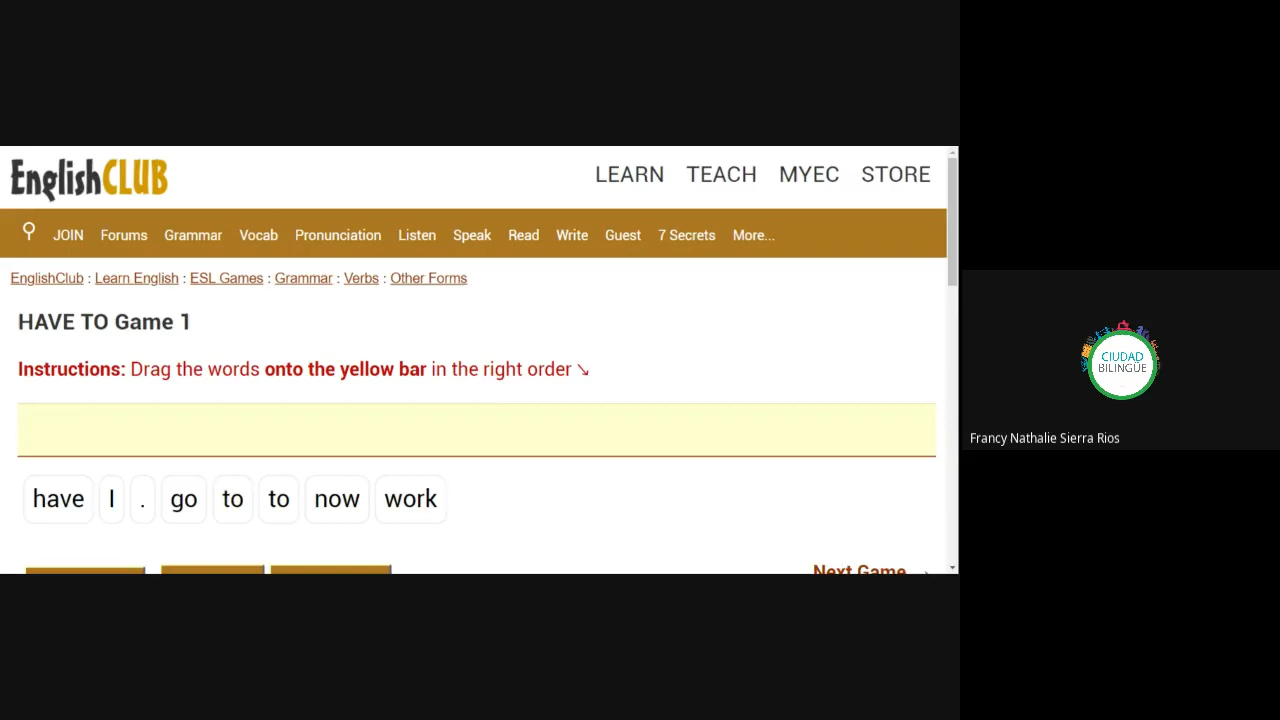 EnglishCLUB
LEARN TEACH MYEC STORE
JOIN Forums Grammar Vocab Pronunciation Listen Speak Read Write Guest 7 Secrets More...
EnglishClub : Learn English : ESL Games : Grammar : Verbs : Other Forms
HAVE TO Game 1
Instructions: Drag the words onto the yellow bar in the right order ↘
have I . go to to now work
Next Game
CIUDAD
BILINGÜE
Francy Nathalie Sierra Rios